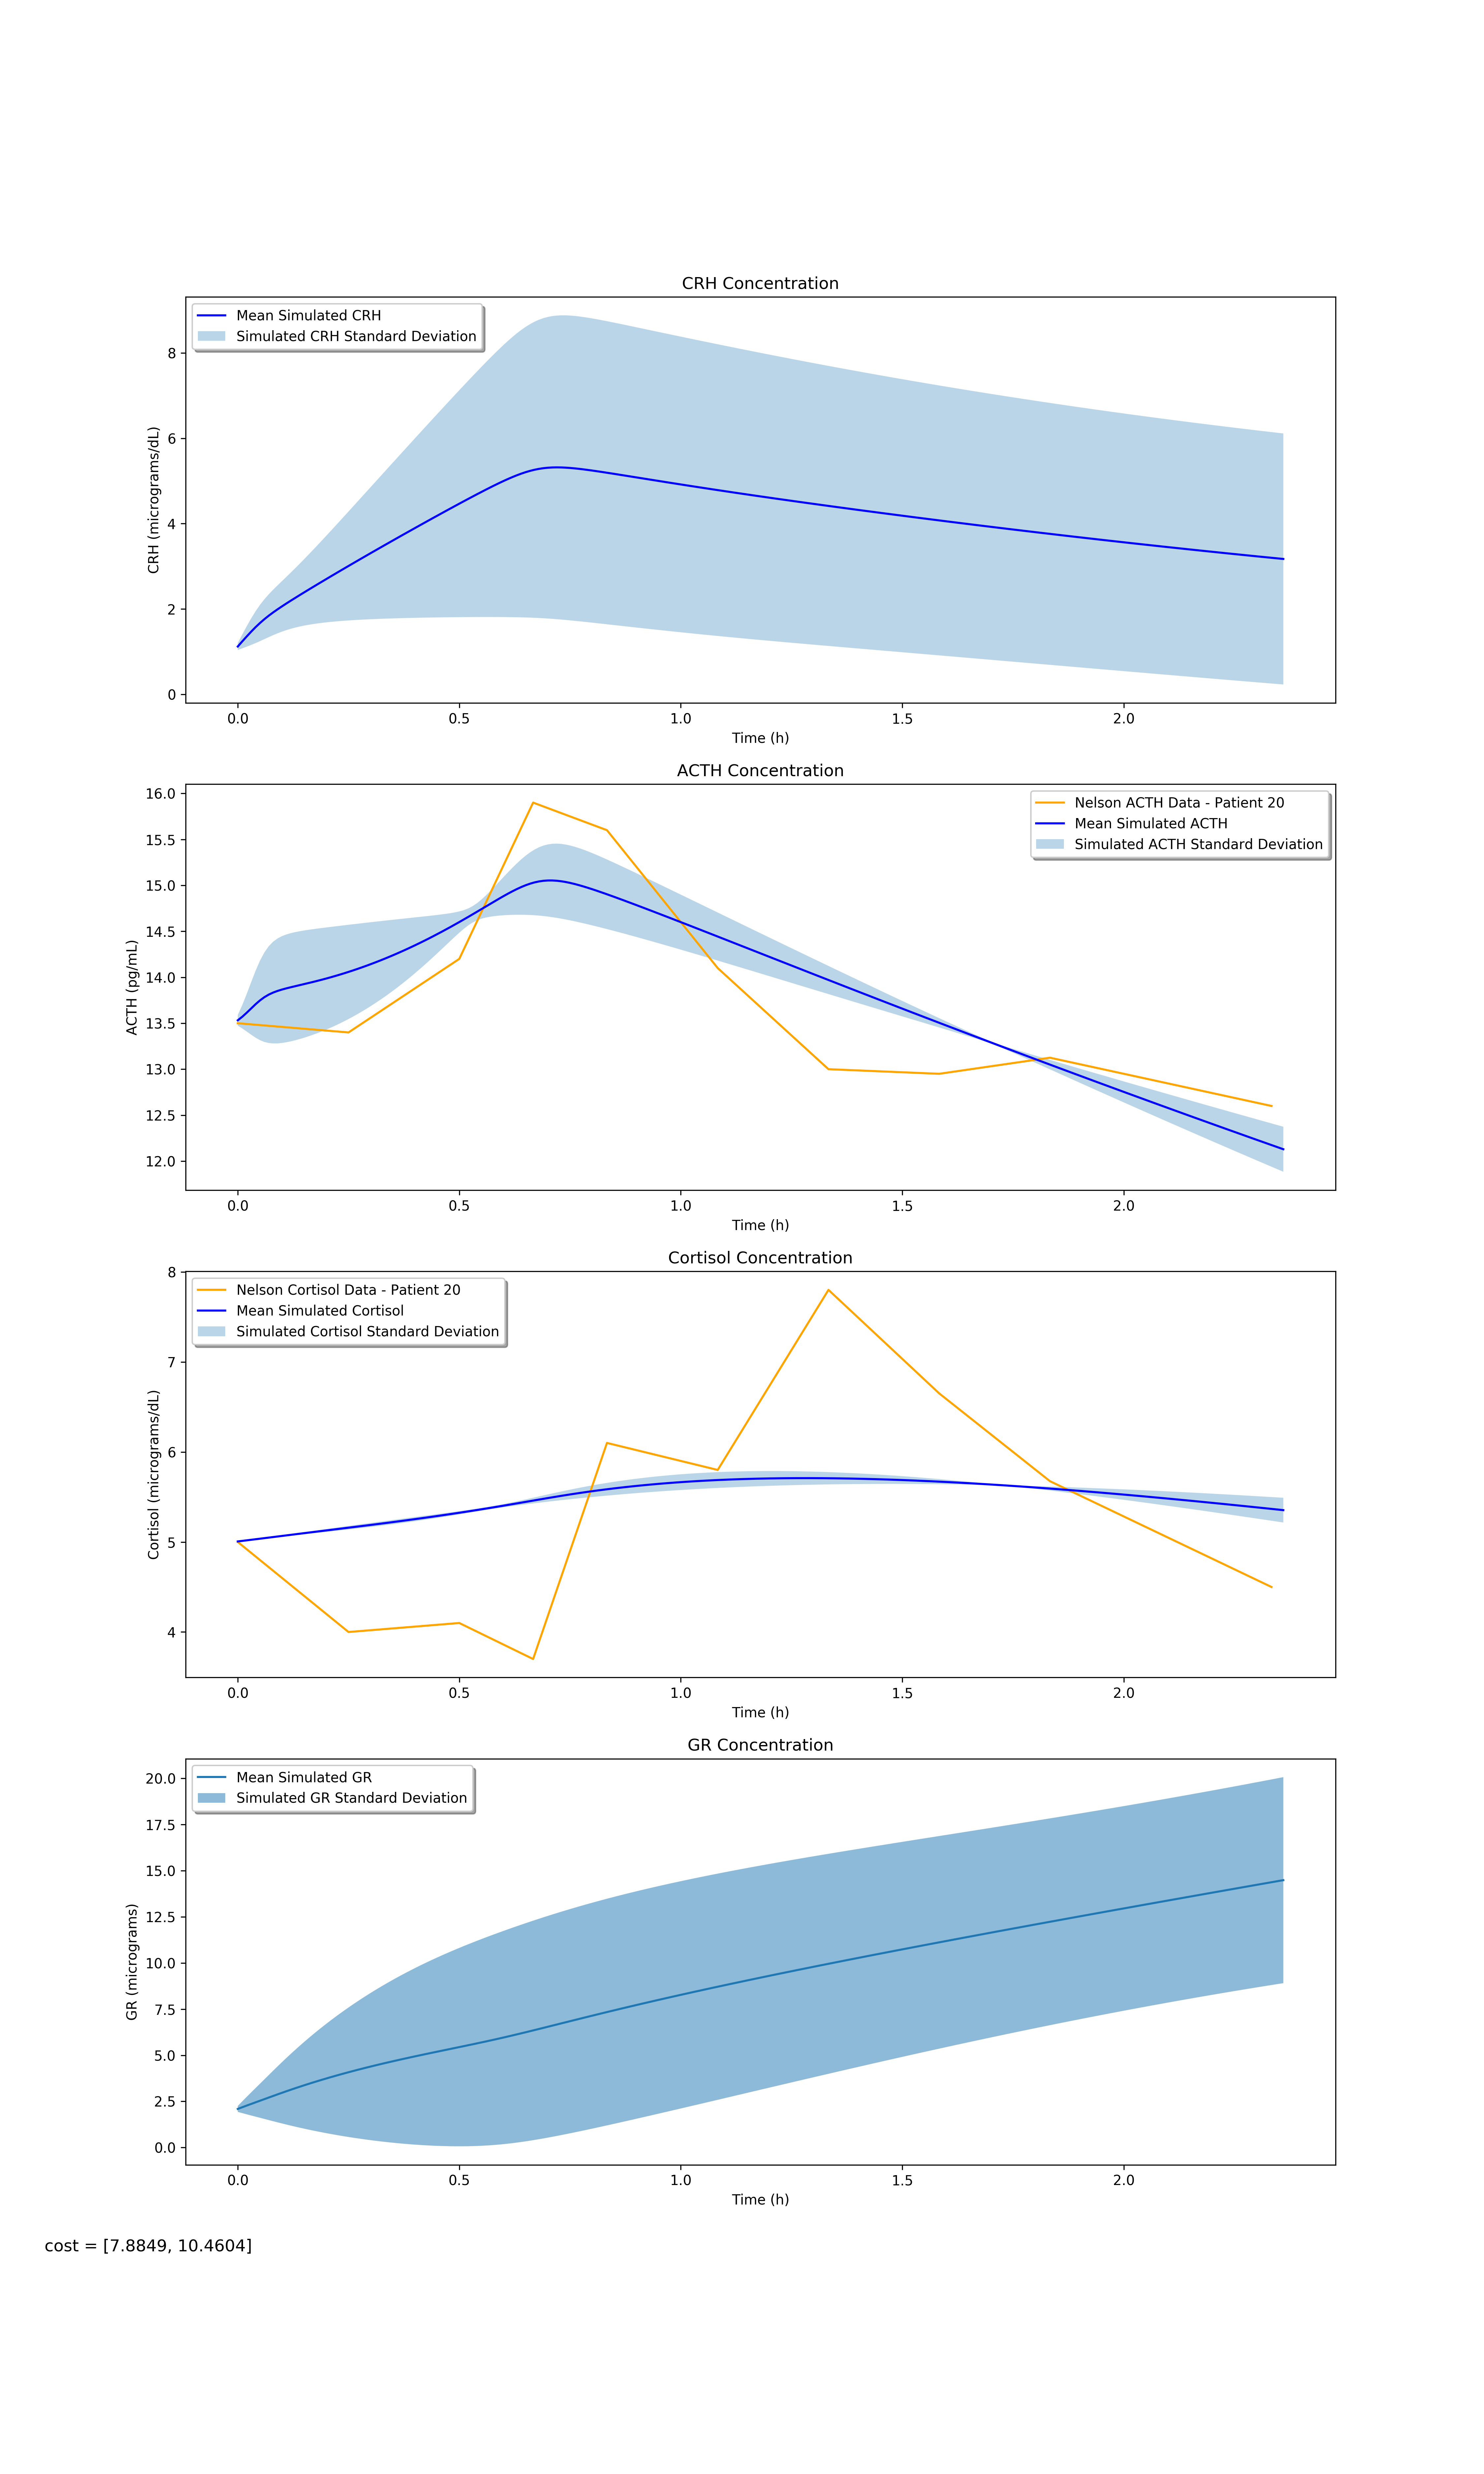 CRH Concentration
Mean Simulated CRH
Simulated CRH Standard Deviation
CRH (micrograms/dL)
8
6
4
2
0
0.0 0.5 1.0 1.5 2.0
Time (h)
ACTH Concentration
Nelson ACTH Data - Patient 20
Mean Simulated ACTH
Simulated ACTH Standard Deviation
ACTH (pg/mL)
16.0
15.5
15.0
14.5
14.0
13.5
13.0
12.5
12.0
0.0 0.5 1.0 1.5 2.0
Time (h)
Cortisol Concentration
Nelson Cortisol Data - Patient 20
Mean Simulated Cortisol
Simulated Cortisol Standard Deviation
Cortisol (micrograms/dL)
8
7
6
5
4
0.0 0.5 1.0 1.5 2.0
Time (h)
GR Concentration
Mean Simulated GR
Simulated GR Standard Deviation
GR (micrograms)
20.0
17.5
15.0
12.5
10.0
7.5
5.0
2.5
0.0
0.0 0.5 1.0 1.5 2.0
Time (h)
cost = [7.8849, 10.4604]